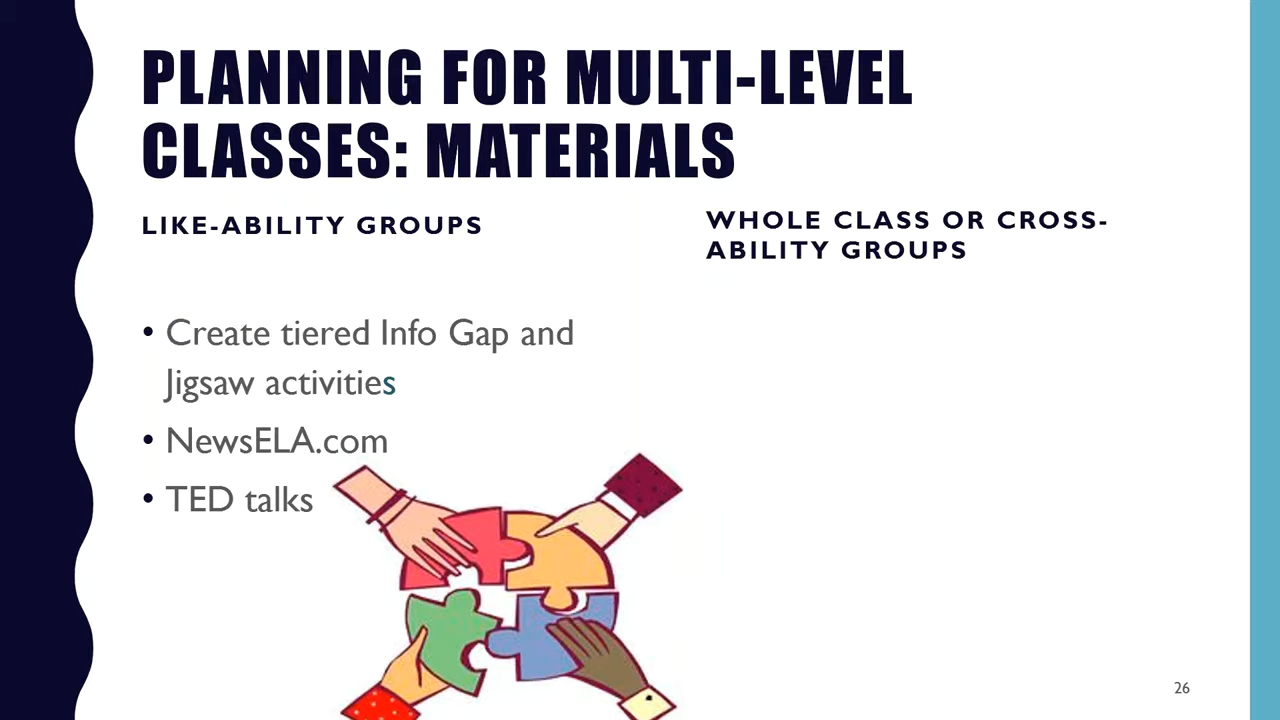 PLANNING FOR MULTI-LEVEL
CLASSES: MATERIALS
LIKE-ABILITY GROUPS
• Create tiered Info Gap and
Jigsaw activities
• NewsELA.com
• TED talks
WHOLE CLASS OR CROSS-
ABILITY GROUPS
26